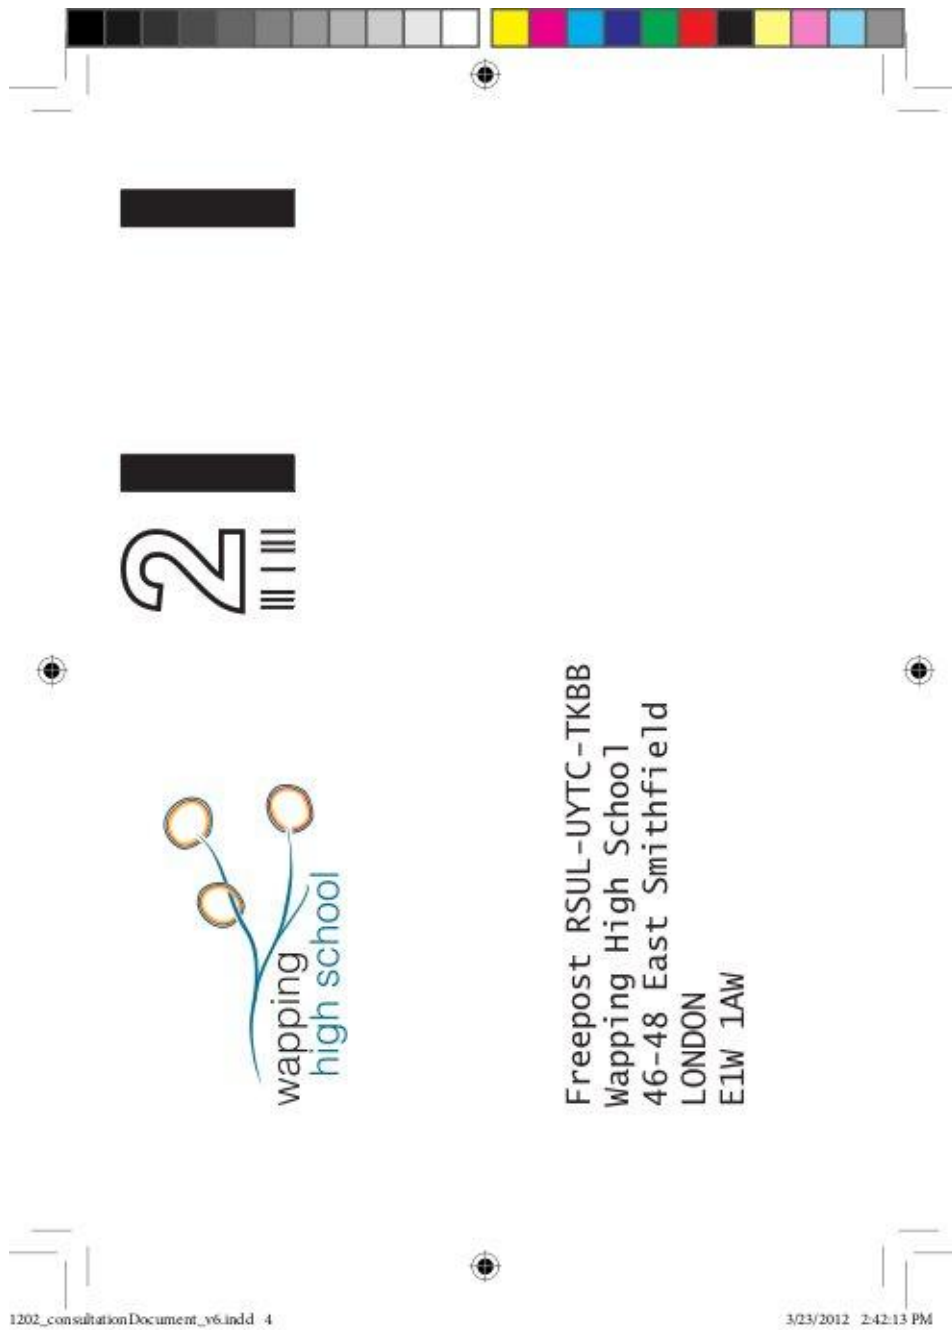 2
wapping
high school
Freepost RSUL-UYTC-TKBB
Wapping High School
46-48 East Smithfield
LONDON
E1W 1AW
1202_consultationDocument_v6.indd 4
3/23/2012 2:42:13 PM